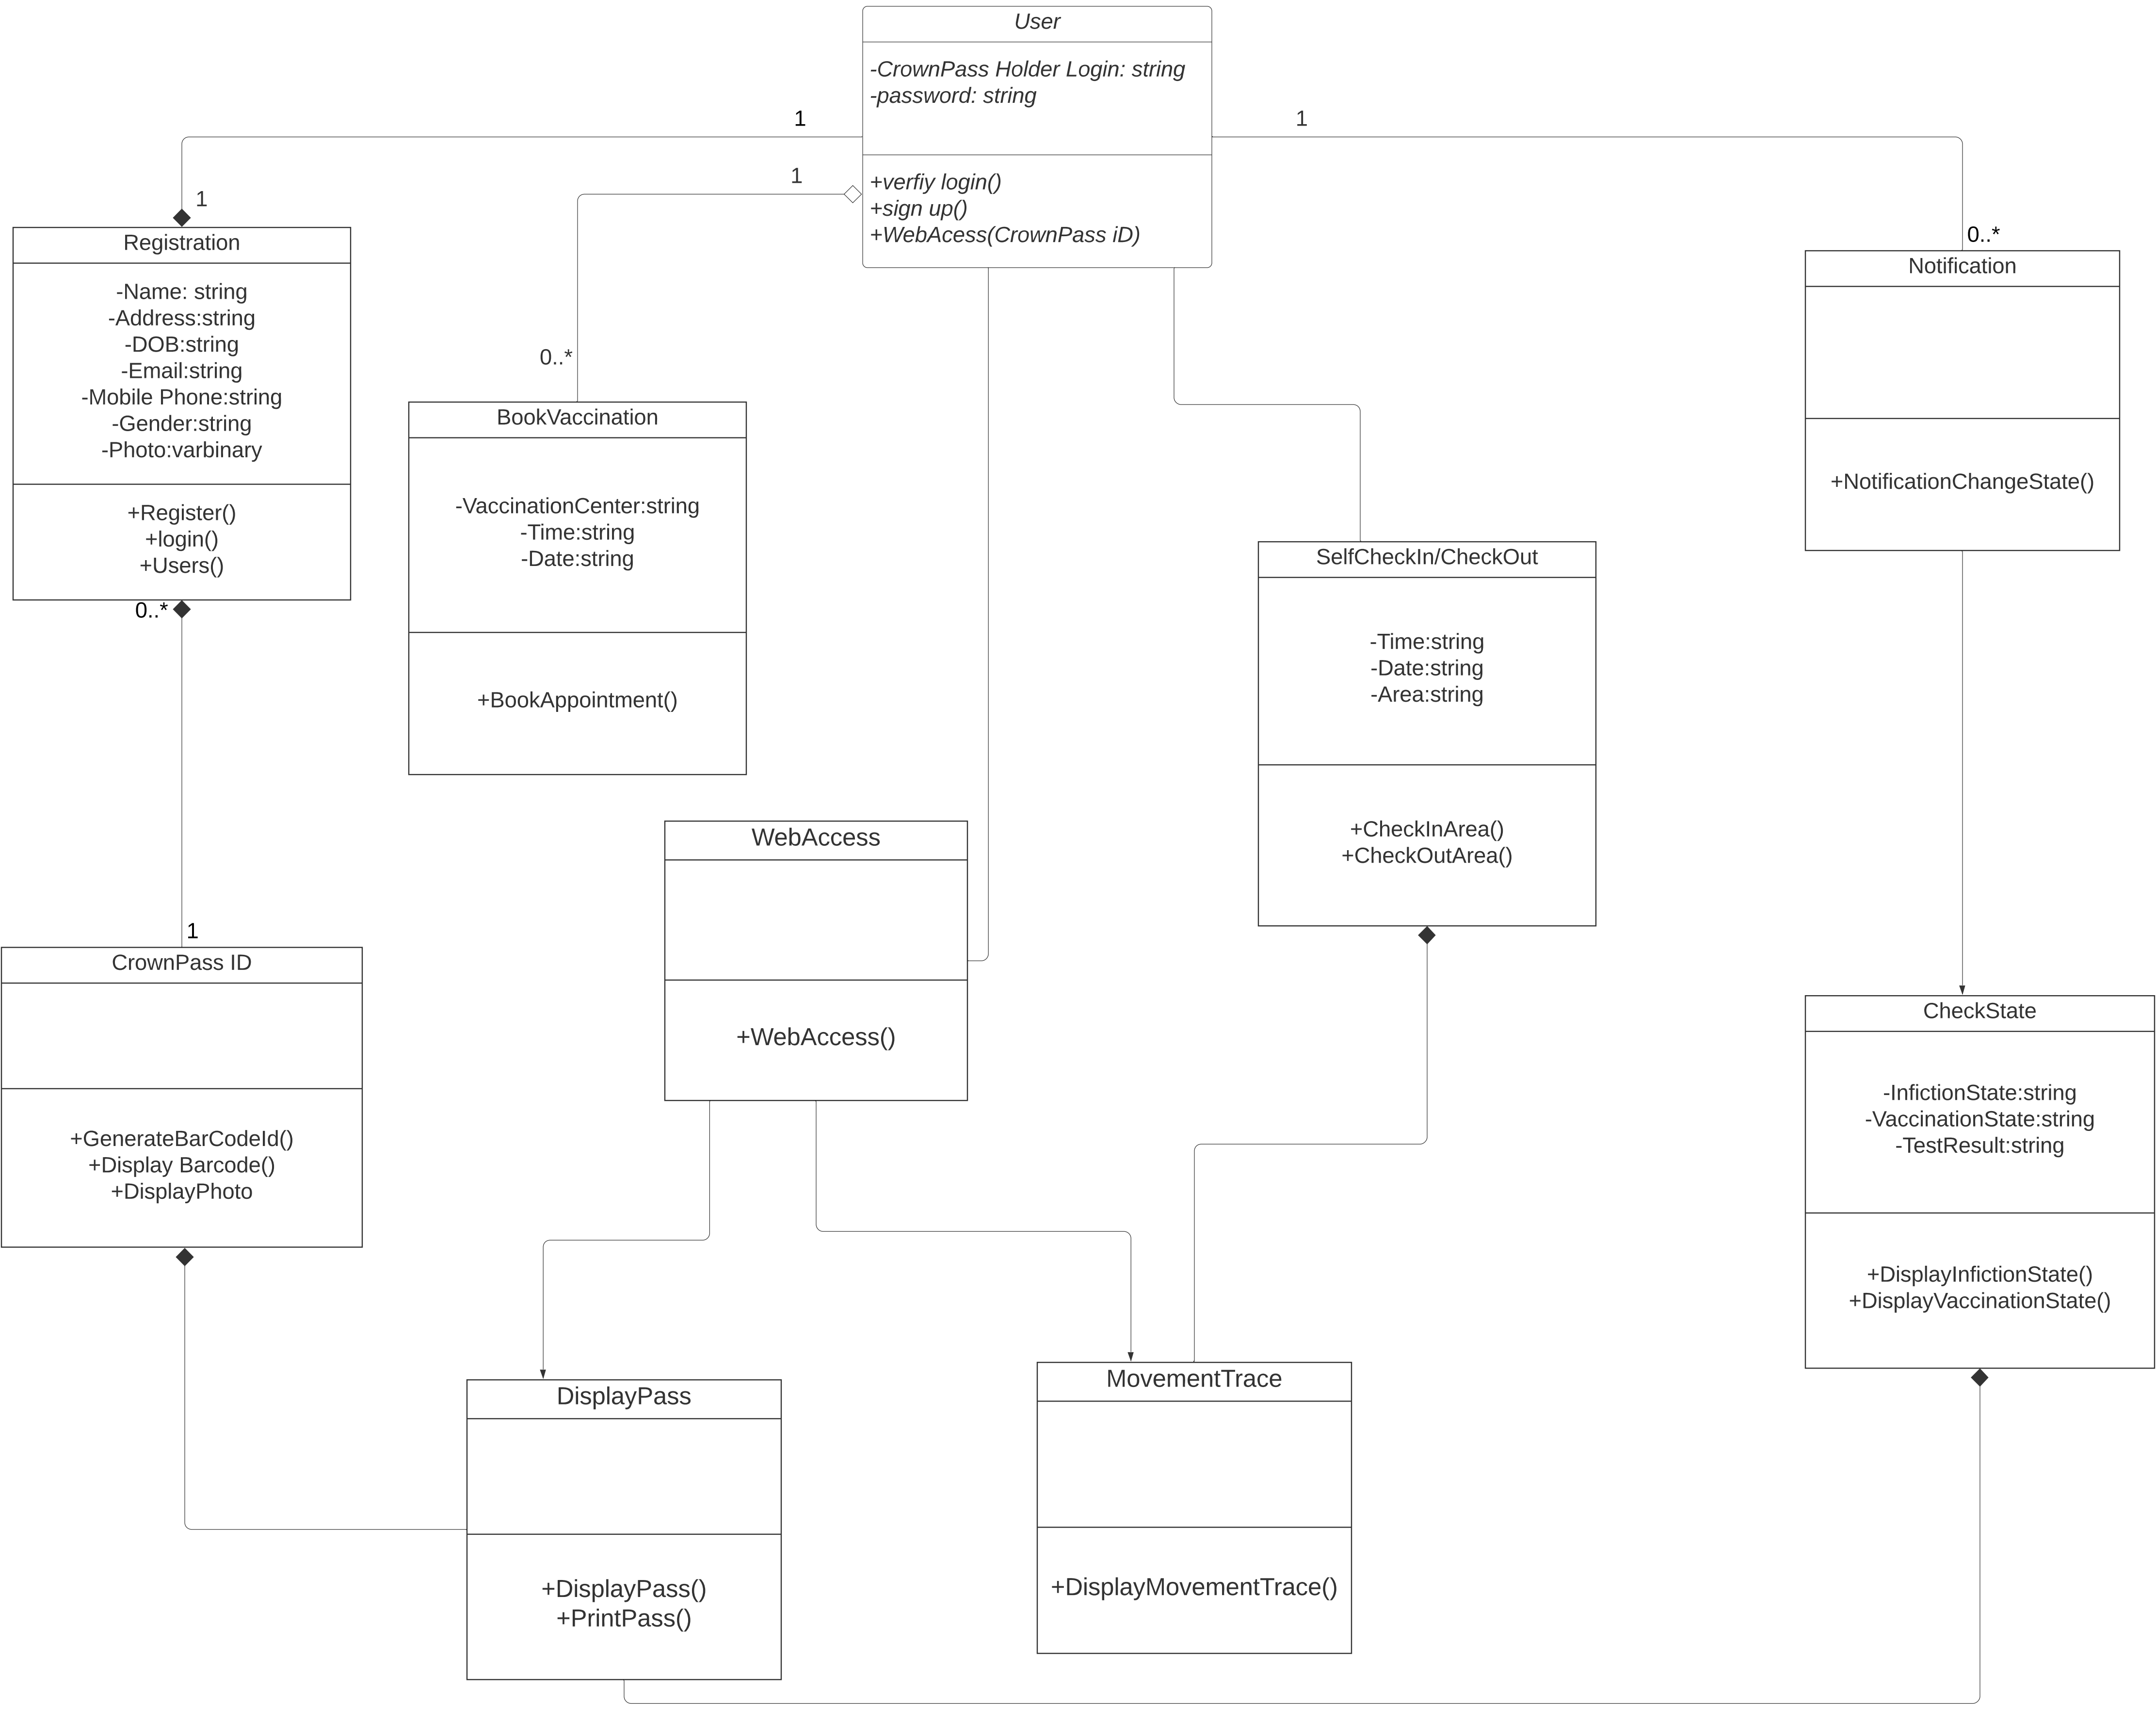 User
-CrownPass Holder Login: string
-password: string
+verfiy login()
+sign up()
+WebAcess(CrownPass iD)
1
1
1
1
0..*
0..*
Registration
-Name: string
-Address:string
-DOB:string
-Email:string
-Mobile Phone:string
-Gender:string
-Photo:varbinary
+Register()
+login()
+Users()
0..*
1
BookVaccination
-VaccinationCenter:string
-Time:string
-Date:string
+BookAppointment()
SelfCheckIn/CheckOut
-Time:string
-Date:string
-Area:string
+CheckInArea()
+CheckOutArea()
Notification
+NotificationChangeState()
WebAccess
+WebAccess()
CrownPass ID
+GenerateBarCodeId()
+Display Barcode()
+DisplayPhoto
CheckState
-InfictionState:string
-VaccinationState:string
-TestResult:string
+DisplayInfictionState()
+DisplayVaccinationState()
DisplayPass
+DisplayPass()
+PrintPass()
MovementTrace
+DisplayMovementTrace()